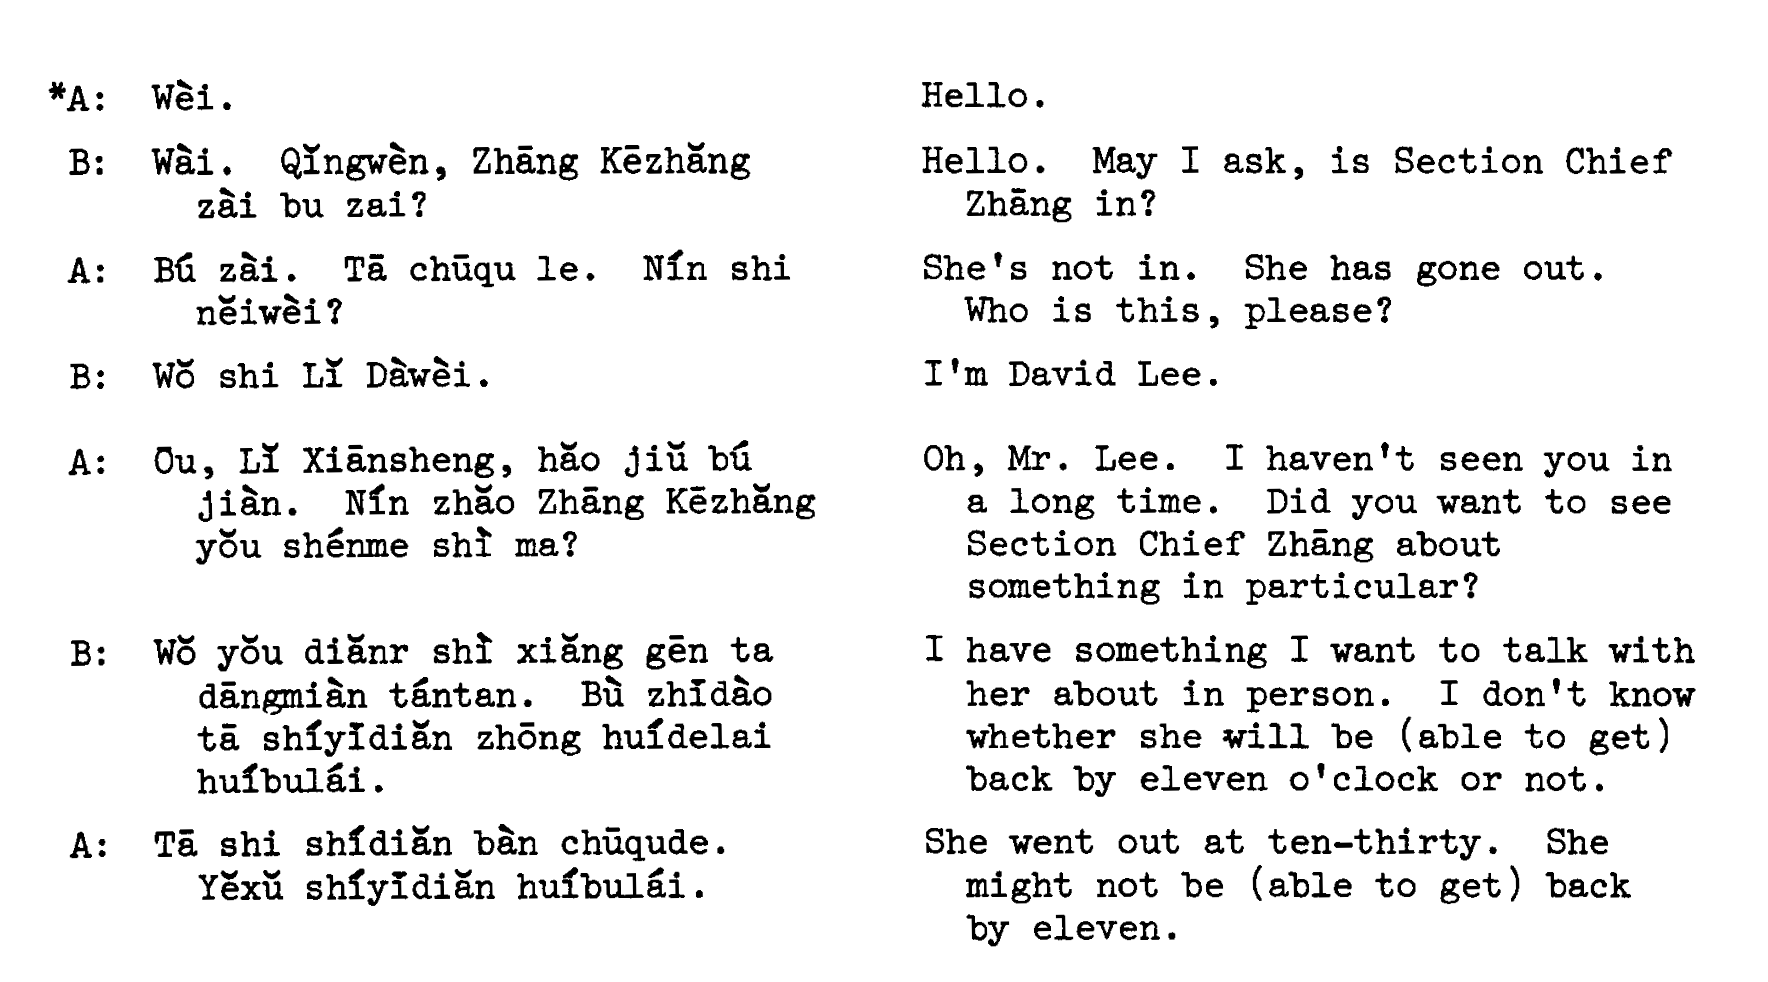 *A: Wèi.
Hello.
B: Wài. Qǐngwèn, Zhāng Kēzhǎng
zài bu zai?
Hello. May I ask, is Section Chief
Zhāng in?
A: Bú zài. Tā chūqu le. Nín shi
něiwèi?
She's not in. She has gone out.
Who is this, please?
B: Wǒ shi Lǐ Dàwèi.
I'm David Lee.
A: Ōu, Lǐ Xiānsheng, hǎo jiǔ bú
jiàn. Nín zhǎo Zhāng Kēzhǎng
yǒu shénme shì ma?
Oh, Mr. Lee. I haven't seen you in
a long time. Did you want to see
Section Chief Zhāng about
something in particular?
B: Wǒ yǒu diǎnr shì xiǎng gēn ta
dāngmiàn tántan. Bù zhīdào
tā shíyīdiǎn zhōng huídelai
huíbulái.
I have something I want to talk with
her about in person. I don't know
whether she will be (able to get)
back by eleven o'clock or not.
A: Tā shi shídiǎn bàn chūqude.
Yěxǔ shíyīdiǎn huíbulái.
She went out at ten-thirty. She
might not be (able to get) back
by eleven.